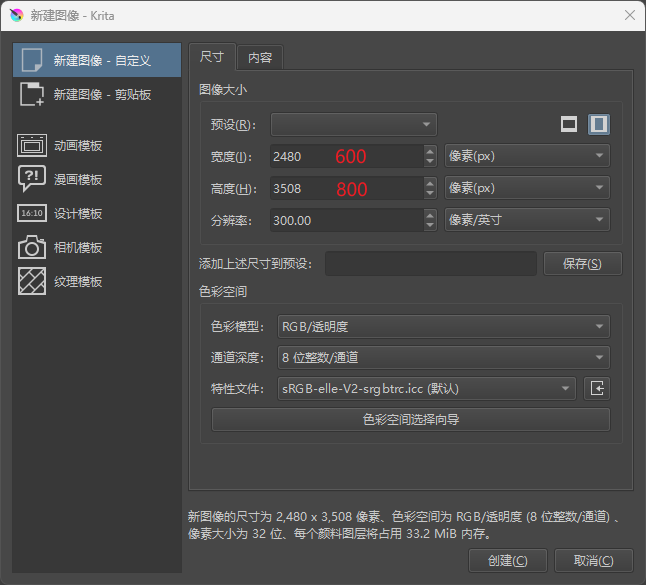 新建图像 - Krita
新建图像 - 自定义
新建图像 - 剪贴板
动画模板
?!
漫画模板
16:10
设计模板
相机模板
纹理模板
尺寸 内容
图像大小
预设(R):
宽度(I): 2480 600 像素(px)
高度(H): 3508 800 像素(px)
分辨率: 300.00 像素/英寸
添加上述尺寸到预设: 保存(S)
色彩空间
色彩模型: RGB/透明度
通道深度: 8 位整数/通道
特性文件: sRGB-elle-V2-srgbtrc.icc (默认)
色彩空间选择向导
新图像的尺寸为 2,480 x 3,508 像素、色彩空间为 RGB/透明度 (8 位整数/通道) 、
像素大小为 32 位、每个颜料图层将占用 33.2 MiB 内存。
创建(C) 取消(C)